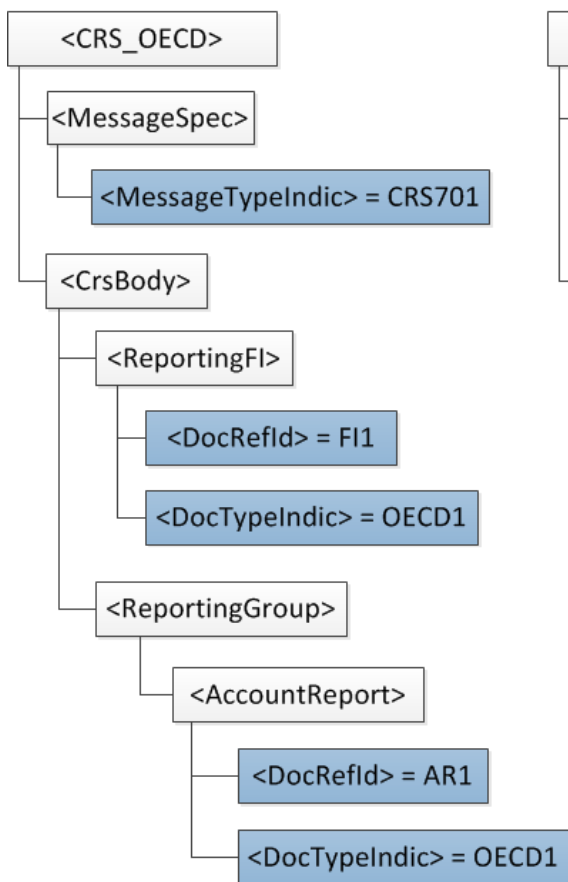 <CRS_OECD>
<MessageSpec>
<MessageTypeIndic> = CRS701
<CrsBody>
<ReportingFI>
<DocRefId> = FI1
<DocTypeIndic> = OECD1
<ReportingGroup>
<AccountReport>
<DocRefId> = AR1
<DocTypeIndic> = OECD1